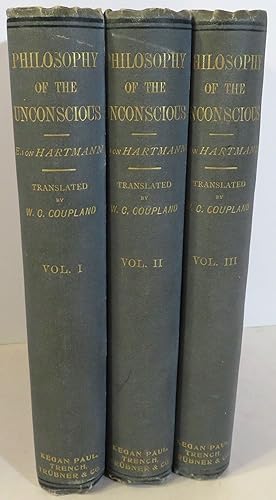 PHILOSOPHY
OF THE
UNCONSCIOUS
E. VON HARTMANN
TRANSLATED
BY
W. C. COUPLAND
VOL. I
KEGAN PAUL,
TRENCH,
TRÜBNER & CO.
PHILOSOPHY
OF THE
UNCONSCIOUS
E. VON HARTMANN
TRANSLATED
BY
W. C. COUPLAND
VOL. II
KEGAN PAUL,
TRENCH,
TRÜBNER & CO.
PHILOSOPHY
OF THE
UNCONSCIOUS
VON HARTMANN
TRANSLATED
BY
C. COUPLAND
VOL. III
KEGAN PAUL,
TRENCH,
TRÜBNER & CO.